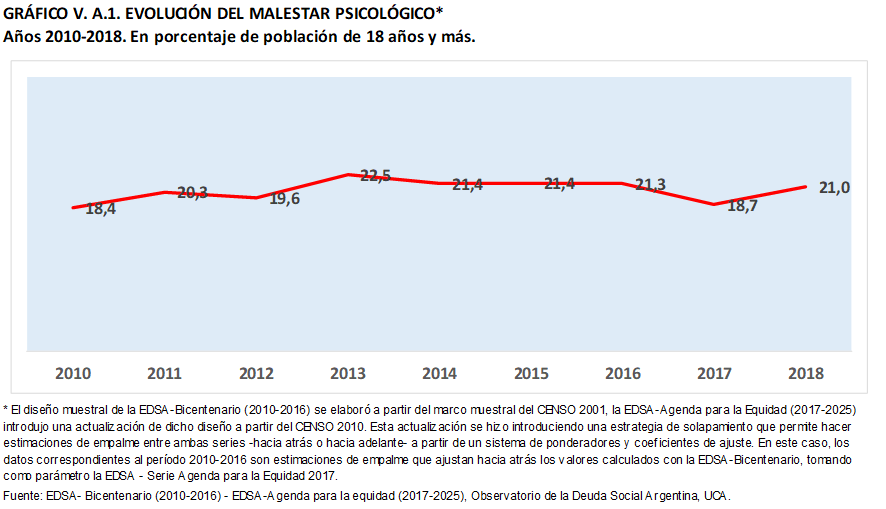 GRÁFICO V. A.1. EVOLUCIÓN DEL MALESTAR PSICOLÓGICO*
Años 2010-2018. En porcentaje de población de 18 años y más.
18,4
20,3
19,6
22,5
21,4
21,4
21,3
18,7
21,0
2010 2011 2012 2013 2014 2015 2016 2017 2018
* El diseño muestral de la EDSA-Bicentenario (2010-2016) se elaboró a partir del marco muestral del CENSO 2001, la EDSA-Agenda para la Equidad (2017-2025)
introdujo una actualización de dicho diseño a partir del CENSO 2010. Esta actualización se hizo introduciendo una estrategia de solapamiento que permite hacer
estimaciones de empalme entre ambas series -hacia atrás o hacia adelante- a partir de un sistema de ponderadores y coeficientes de ajuste. En este caso, los
datos correspondientes al período 2010-2016 son estimaciones de empalme que ajustan hacia atrás los valores calculados con la EDSA-Bicentenario, tomando
como parámetro la EDSA - Serie Agenda para la Equidad 2017.
Fuente: EDSA- Bicentenario (2010-2016) - EDSA-Agenda para la equidad (2017-2025), Observatorio de la Deuda Social Argentina, UCA.